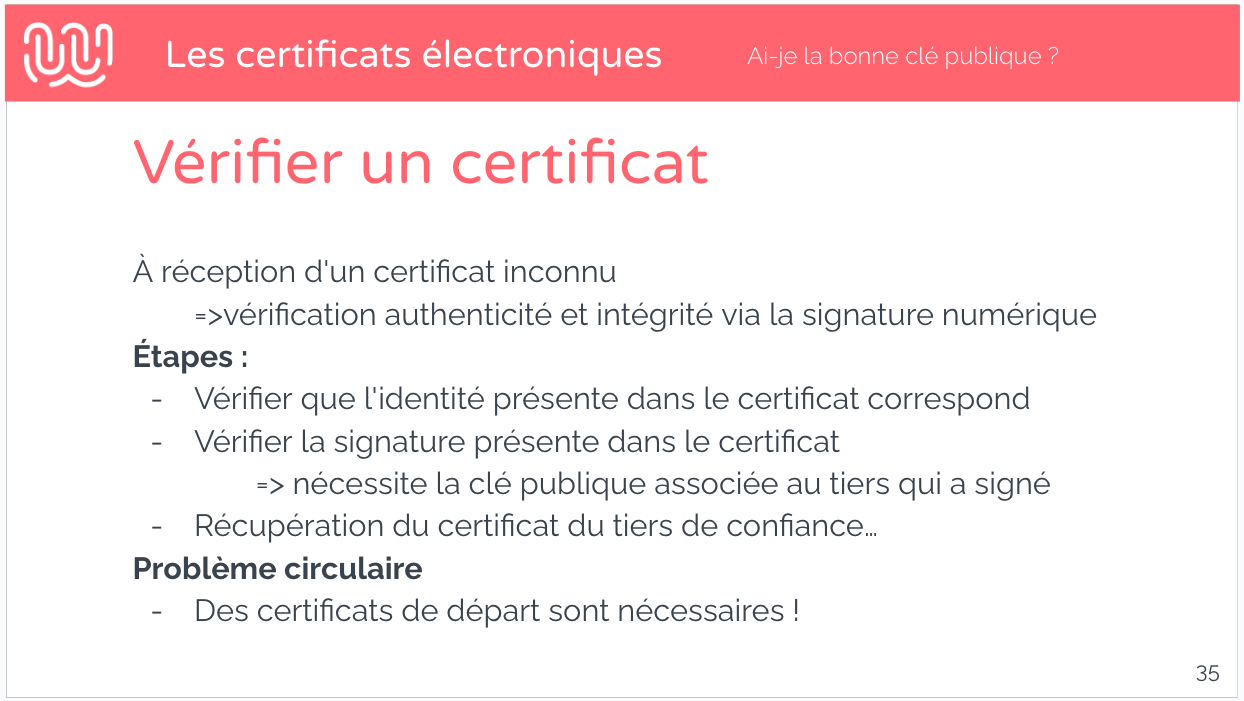 Les certificats électroniques
Ai-je la bonne clé publique ?
Vérifier un certificat
À réception d'un certificat inconnu
=>vérification authenticité et intégrité via la signature numérique
Étapes :
- Vérifier que l'identité présente dans le certificat correspond
- Vérifier la signature présente dans le certificat
=> nécessite la clé publique associée au tiers qui a signé
- Récupération du certificat du tiers de confiance…
Problème circulaire
- Des certificats de départ sont nécessaires !
35